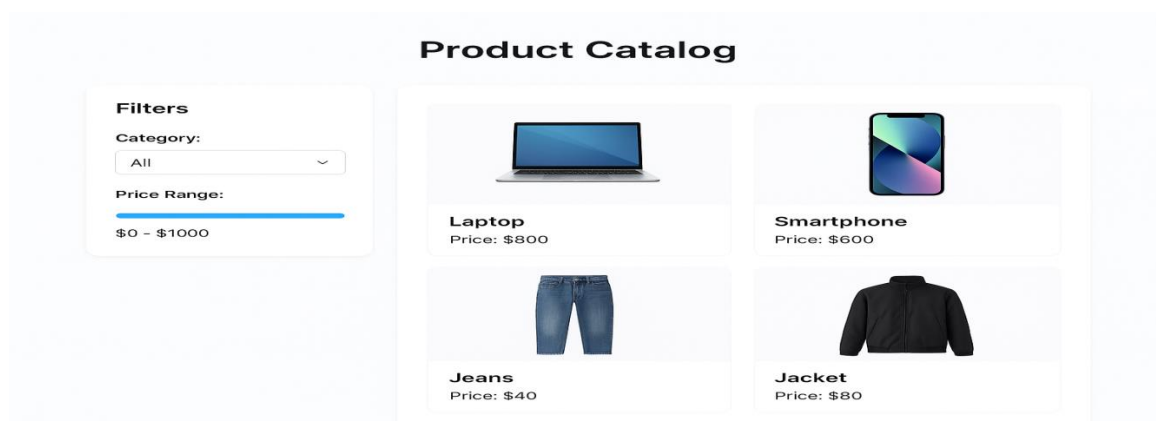 Product Catalog
Filters
Category:
All
Price Range:
$0 - $1000
Laptop
Price: $800
Smartphone
Price: $600
Jeans
Price: $40
Jacket
Price: $80